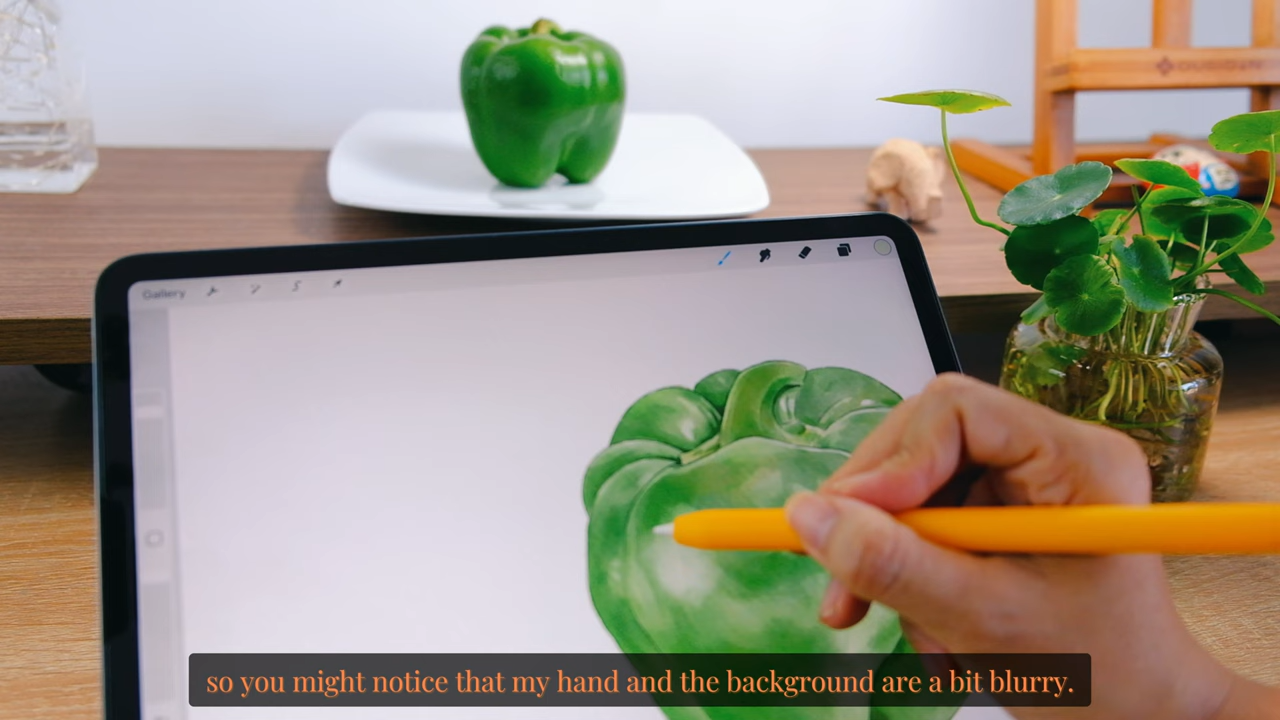 Gallery
so you might notice that my hand and the background are a bit blurry.